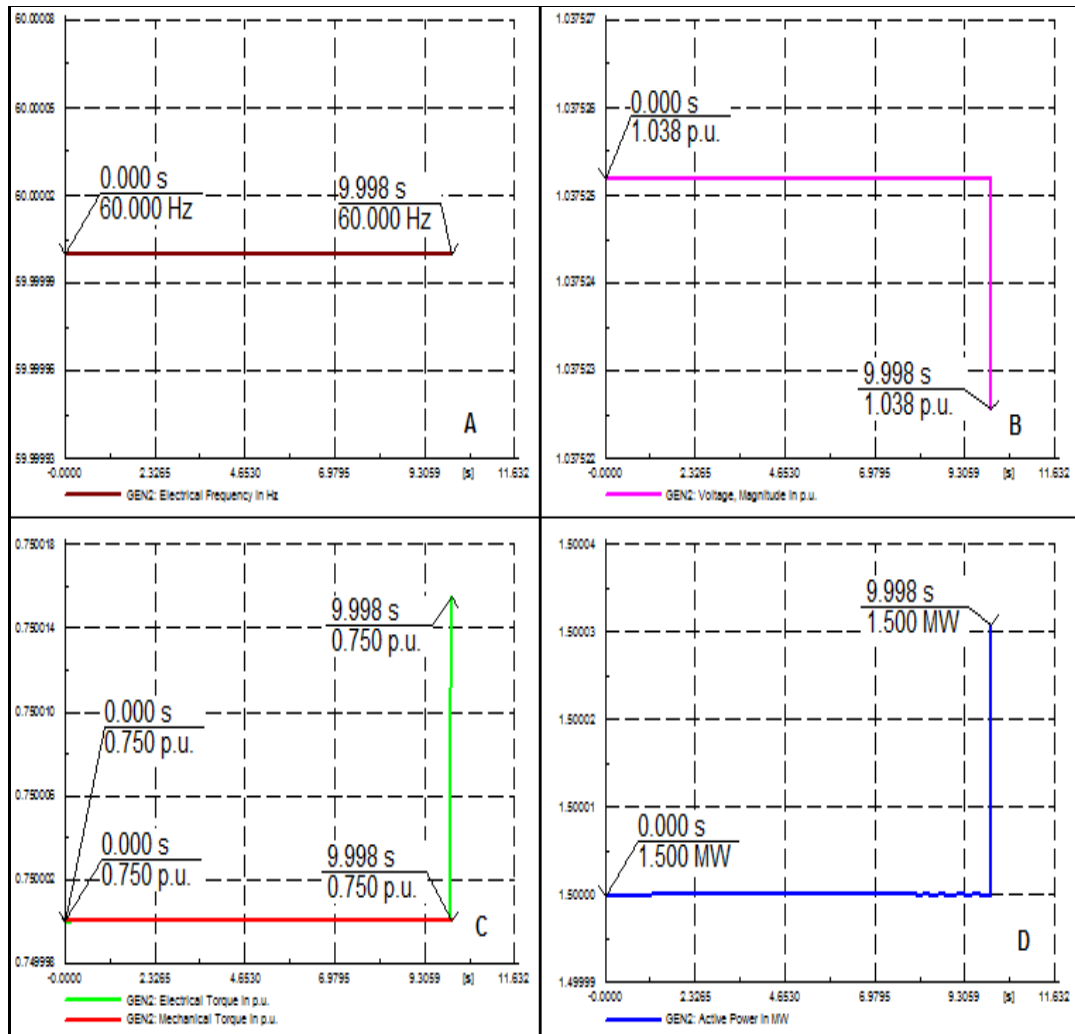 60.00008
60.00005
60.00002
59.99999
59.99996
59.99993
0.000 s
60.000 Hz
9.998 s
60.000 Hz
A
-0.0000 2.3265 4.6530 6.9795 9.3059 [s] 11.632
GEN2: Electrical Frequency in Hz
1.037527
1.037526
1.037525
1.037524
1.037523
1.037522
0.000 s
1.038 p.u.
9.998 s
1.038 p.u.
B
-0.0000 2.3265 4.6530 6.9795 9.3059 [s] 11.632
GEN2: Voltage, Magnitude in p.u.
0.750018
0.750014
0.750010
0.750006
0.750002
0.749998
9.998 s
0.750 p.u.
0.000 s
0.750 p.u.
0.000 s
0.750 p.u.
9.998 s
0.750 p.u.
C
-0.0000 2.3265 4.6530 6.9795 9.3059 [s] 11.632
GEN2: Electrical Torque in p.u.
GEN2: Mechanical Torque in p.u.
1.50004
1.50003
1.50002
1.50001
1.50000
1.49999
9.998 s
1.500 MW
0.000 s
1.500 MW
D
-0.0000 2.3265 4.6530 6.9795 9.3059 [s] 11.632
GEN2: Active Power in MW